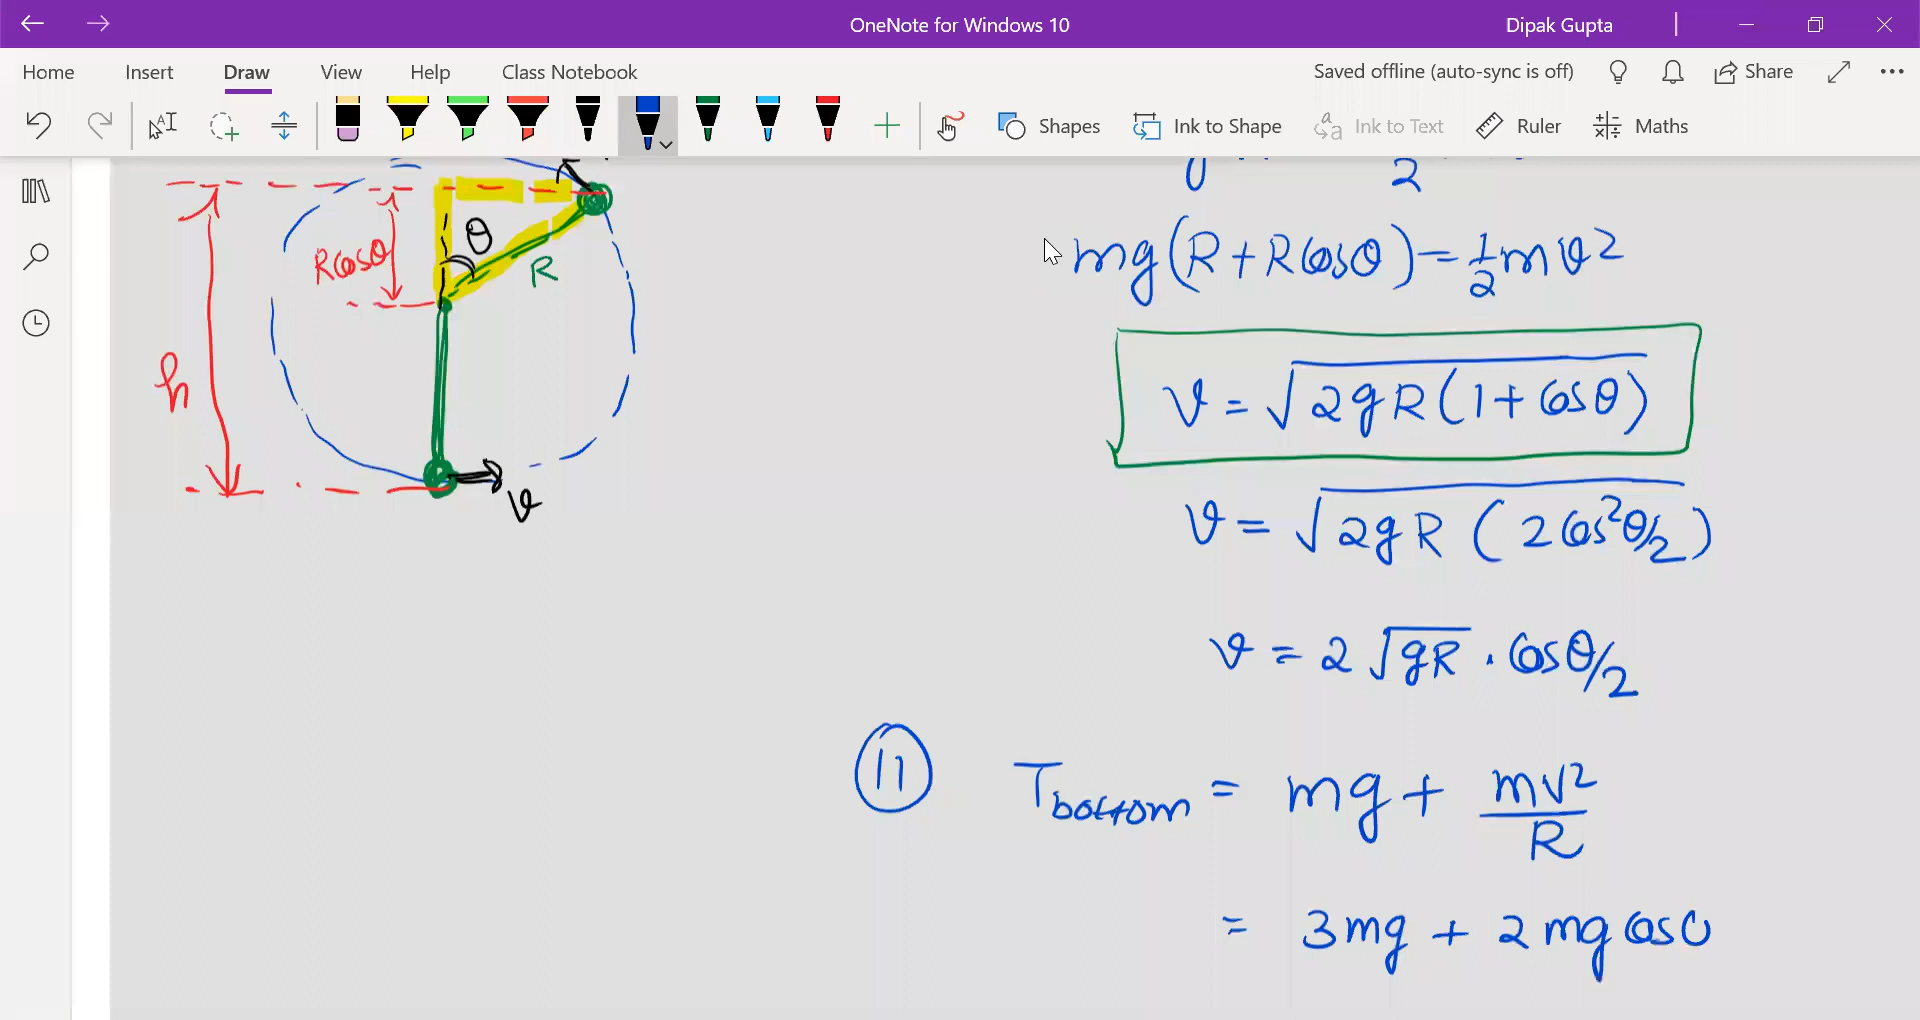 OneNote for Windows 10
Dipak Gupta
Home Insert Draw View Help Class Notebook
Saved offline (auto-sync is off) Share
Shapes Ink to Shape Ink to Text Ruler Maths
2
mg(R+Rcosθ)=½mv²
v = √2gR(1+cosθ)
v = √2gR (2cos²θ/2)
v = 2√gR . cosθ/2
11 Tbottom = mg + mv²/R
= 3mg + 2mgcos
θ
Rcosθ
R
h
v